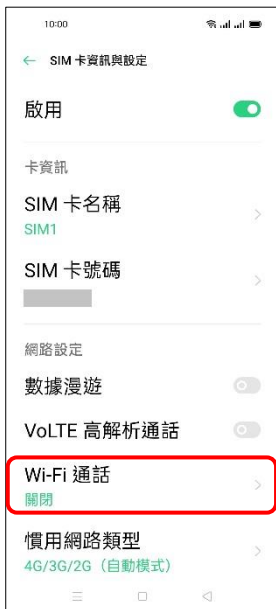 10:00
← SIM 卡資訊與設定
啟用
卡資訊
SIM 卡名稱
SIM1
SIM 卡號碼
網路設定
數據漫遊
VoLTE 高解析通話
Wi-Fi 通話
關閉
慣用網路類型
4G/3G/2G（自動模式）